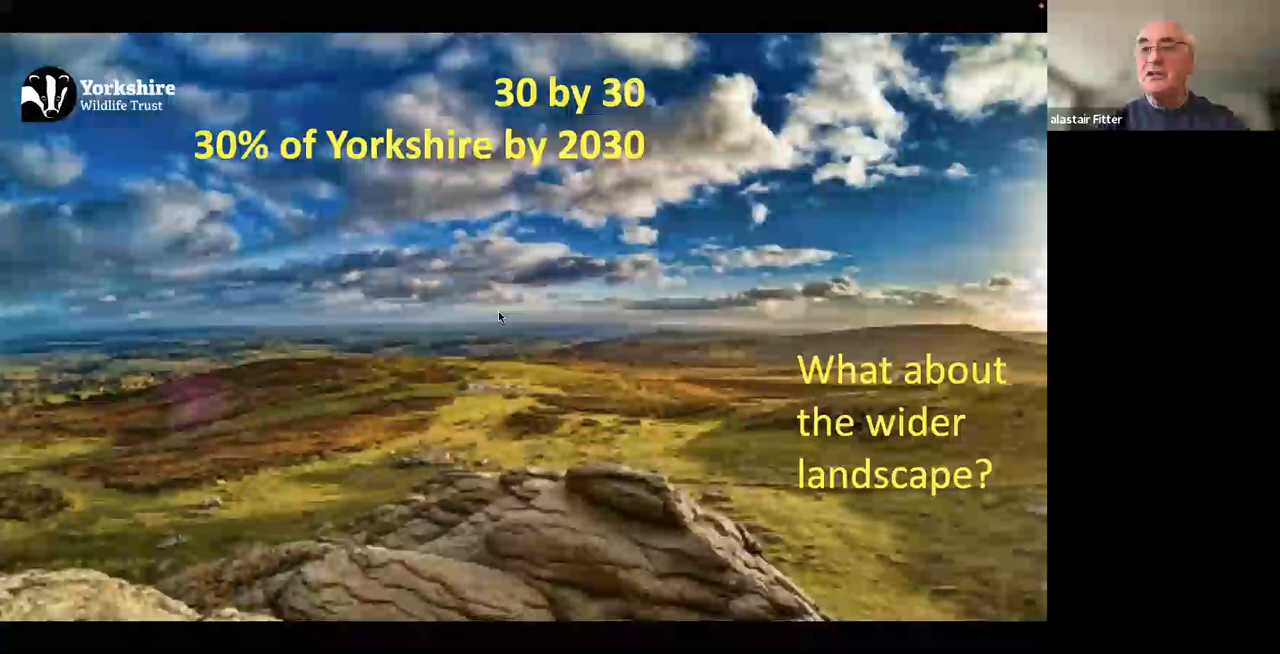 Yorkshire
Wildlife Trust
30 by 30
30% of Yorkshire by 2030
What about
the wider
landscape?
alastair Fitter